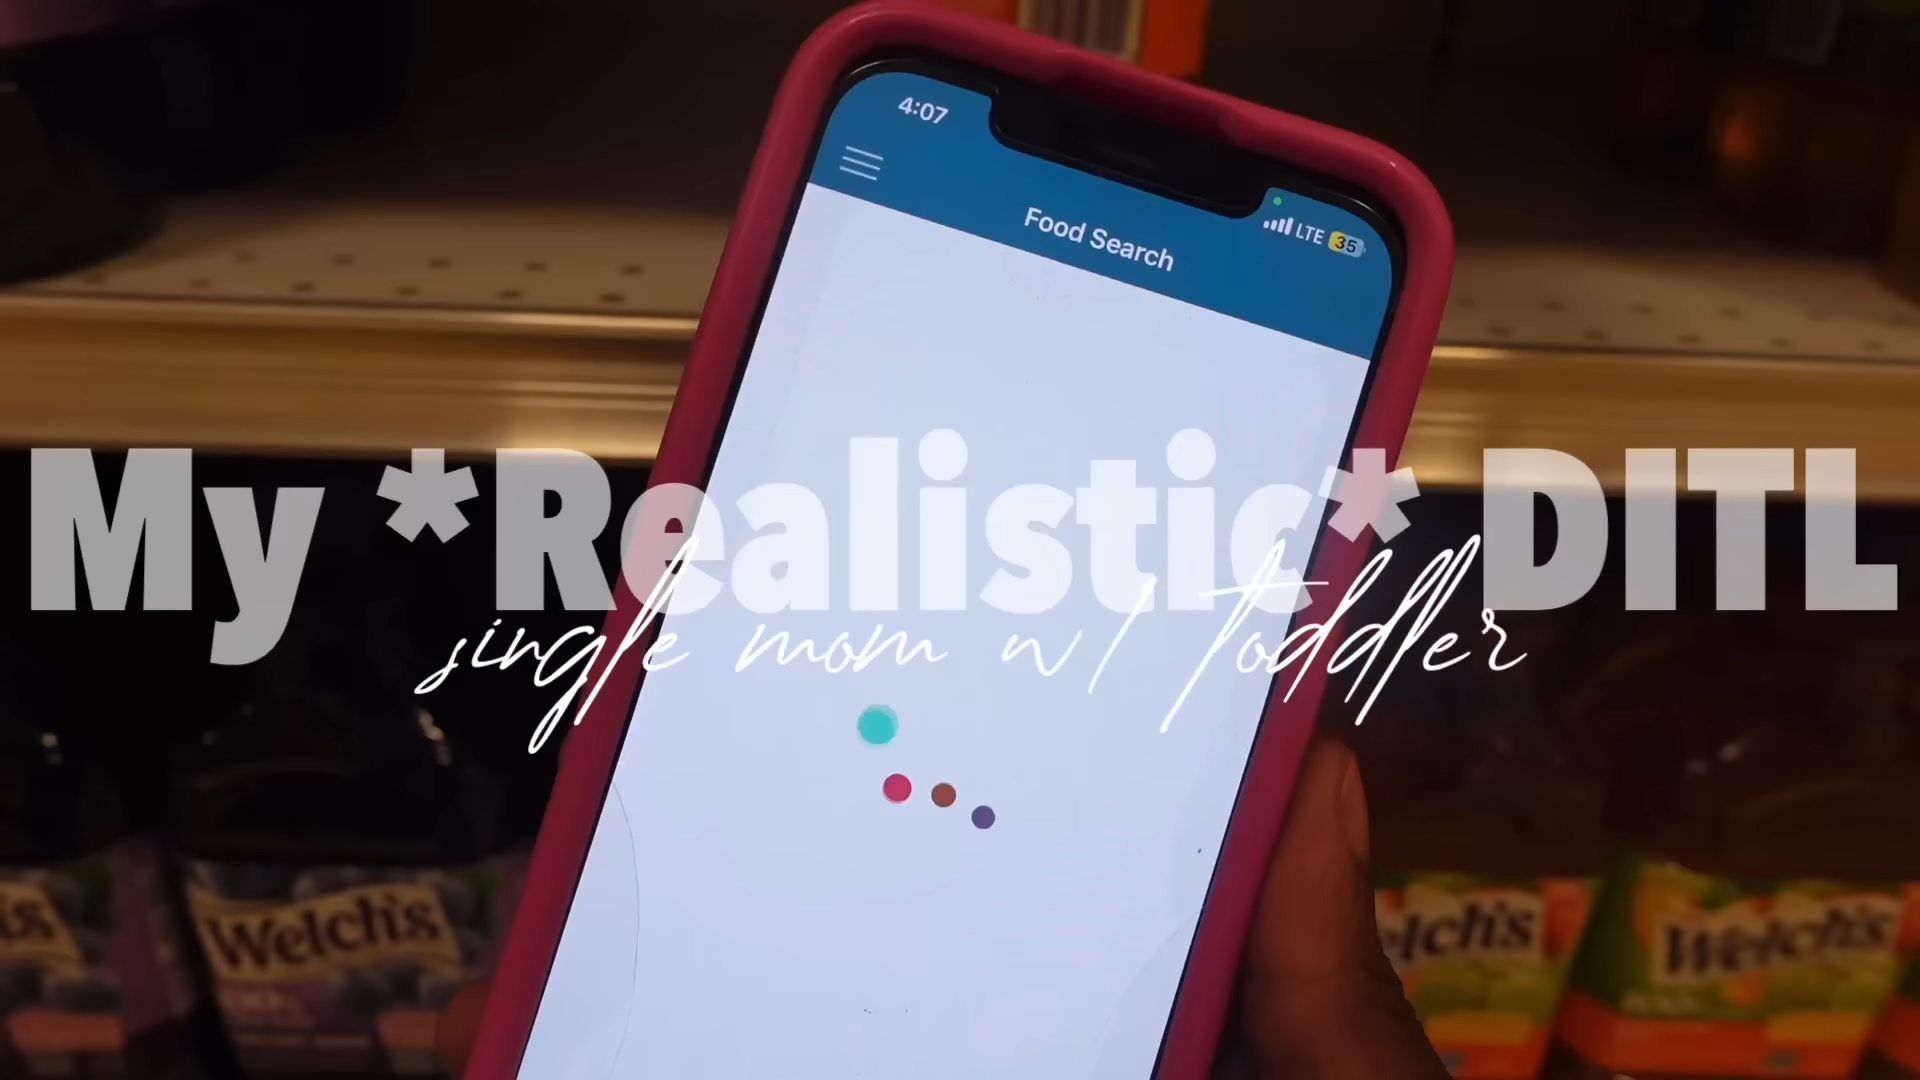 4:07
LTE 35
Food Search
My *Realistic* DITL
single mom w/ toddler
Welch's
Welch's